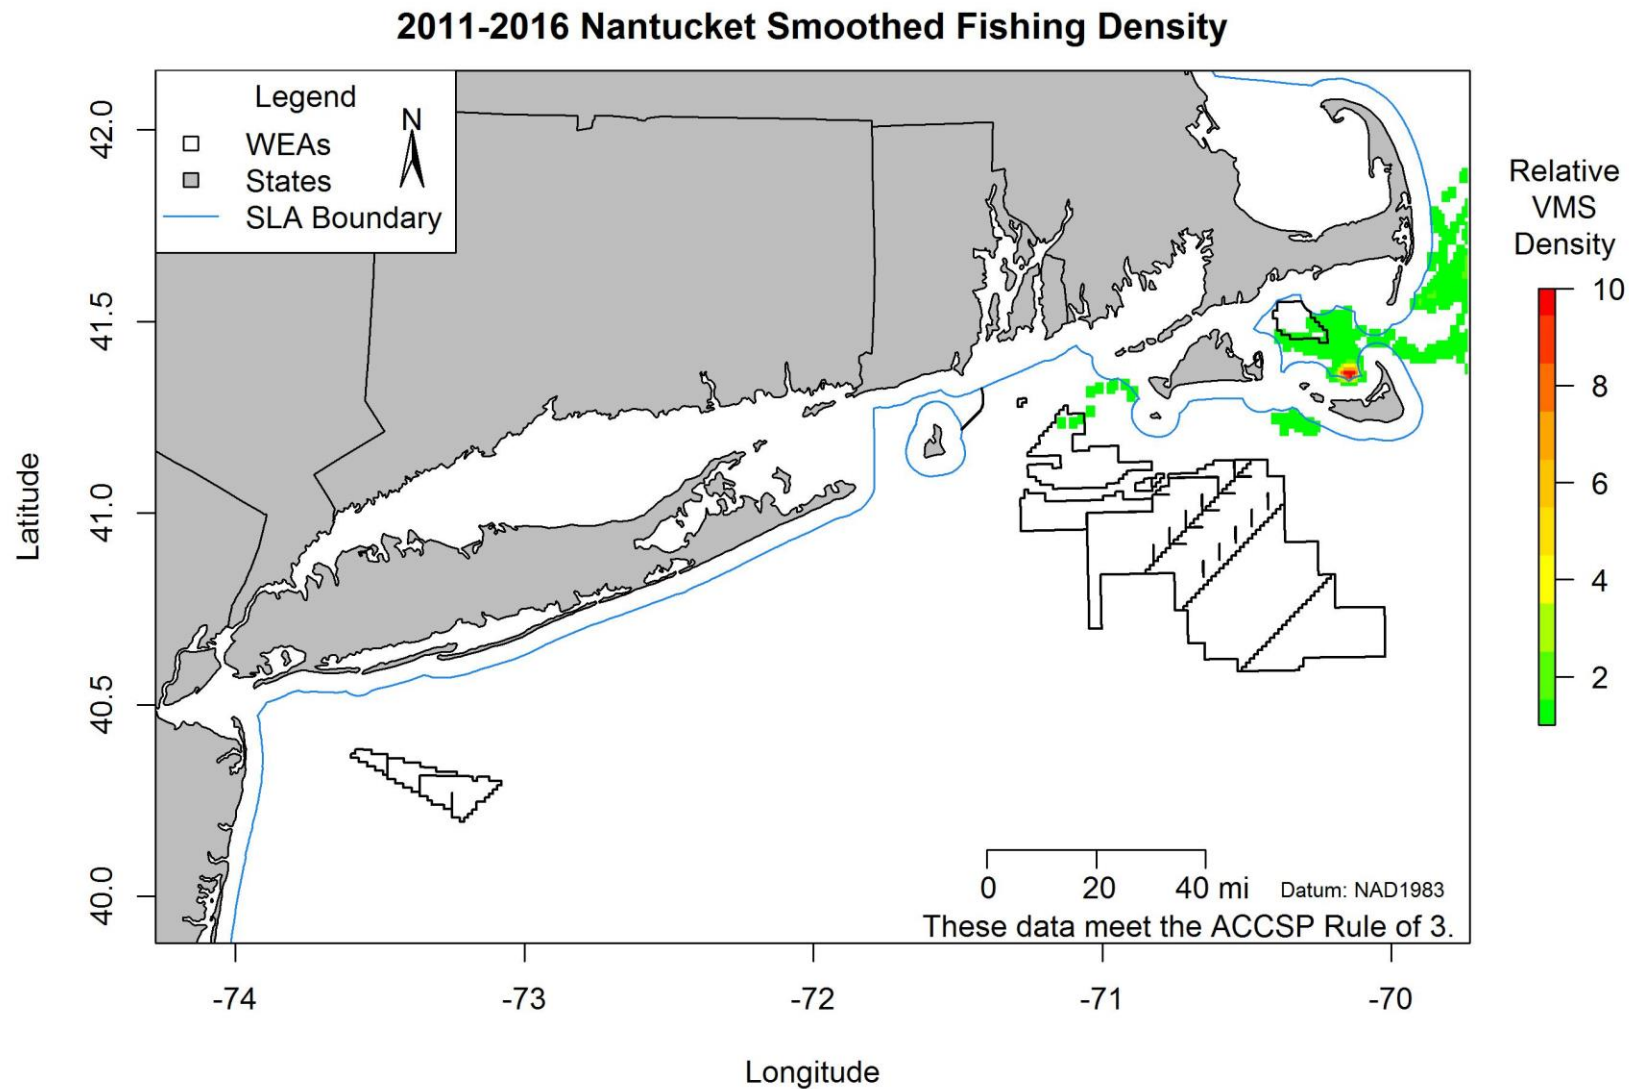 2011-2016 Nantucket Smoothed Fishing Density
Legend
N
WEAs
States
SLA Boundary
Relative
VMS
Density
10
8
6
4
2
Latitude
42.0
41.5
41.0
40.5
40.0
0 20 40 mi
Datum: NAD1983
These data meet the ACCSP Rule of 3.
-74 -73 -72 -71 -70
Longitude